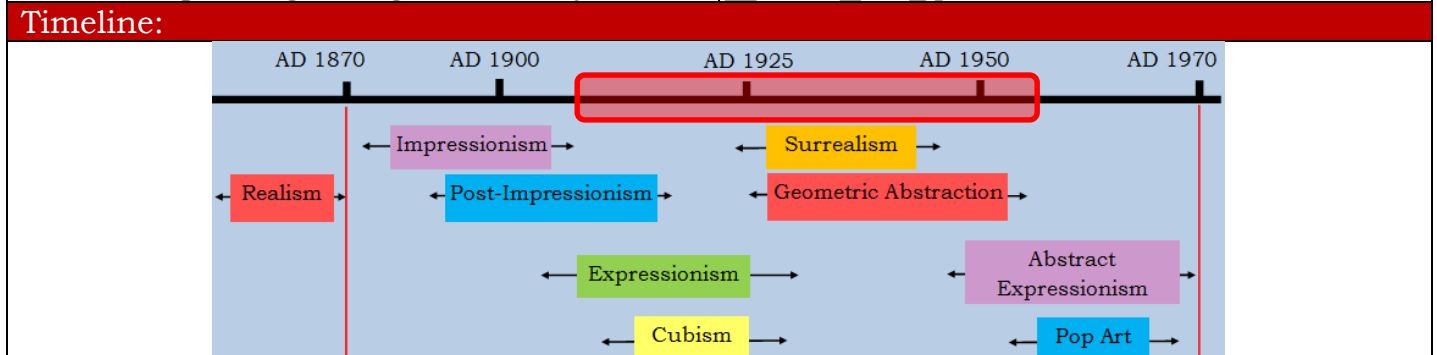 Timeline:
AD 1870 AD 1900 AD 1925 AD 1950 AD 1970
Impressionism Surrealism
Realism Post-Impressionism Geometric Abstraction
Expressionism
Abstract
Expressionism
Cubism Pop Art